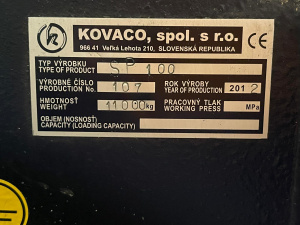 KOVACO, spol. s r.o.
966 41 Veľká Lehota 210, SLOVENSKÁ REPUBLIKA
CE
TYP VÝROBKU
TYPE OF PRODUCT SP 100
VÝROBNÉ ČÍSLO ROK VÝROBY
PRODUCTION No. 107 YEAR OF PRODUCTION 2012
HMOTNOSŤ PRACOVNÝ TLAK
WEIGHT kg WORKING PRESS MPa
OBJEM (NOSNOSŤ)
CAPACITY (LOADING CAPACITY)